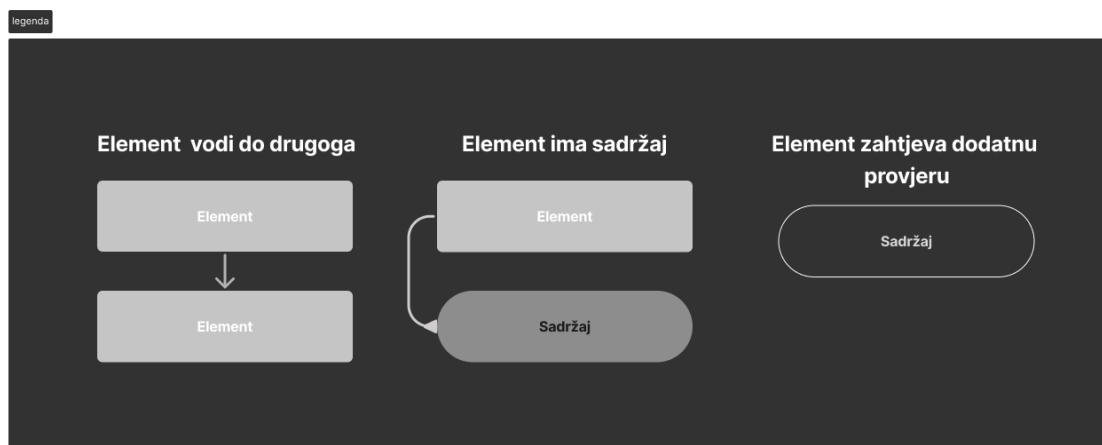 legenda
Element vodi do drugoga
Element
Element
Element ima sadržaj
Element
Sadržaj
Element zahtjeva dodatnu
provjeru
Sadržaj